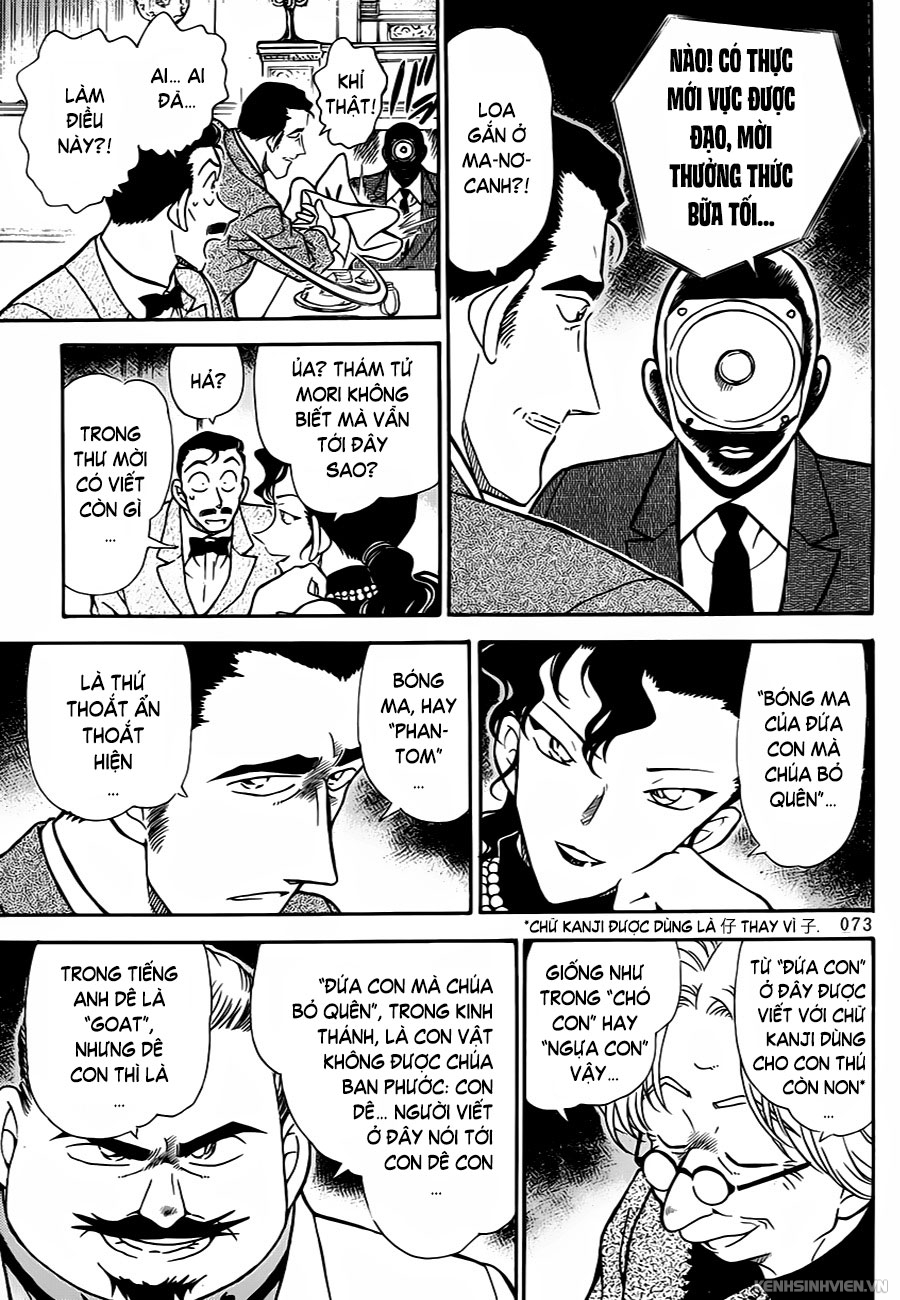 NÀO! CÓ THỰC
MỚI VỰC ĐƯỢC
ĐẠO, MỜI
THƯỞNG THỨC
BỮA TỐI...
LOA
GẮN Ở
MA-NƠ-
CANH?!
KHỈ
THẬT!
AI... AI
ĐÃ...
LÀM
ĐIỀU
NÀY?!
ỦA? THÁM TỬ
MORI KHÔNG
BIẾT MÀ VẪN
TỚI ĐÂY
SAO?
HẢ?
TRONG
THƯ MỜI
CÓ VIẾT
CÒN GÌ
...
"BÓNG MA
CỦA ĐỨA
CON MÀ
CHÚA BỎ
QUÊN"...
BÓNG
MA, HAY
"PHAN-
TOM"
...
LÀ THỨ
THOẮT ẨN
THOẮT
HIỆN
...
*CHỮ KANJI ĐƯỢC DÙNG LÀ 仔 THAY VÌ 子.
073
TỪ "ĐỨA CON"
Ở ĐÂY ĐƯỢC
VIẾT VỚI CHỮ
KANJI DÙNG
CHO CON THÚ
CÒN NON*
...
GIỐNG NHƯ
TRONG "CHÓ
CON" HAY
"NGỰA CON"
VẬY...
"ĐỨA CON MÀ CHÚA
BỎ QUÊN", TRONG KINH
THÁNH, LÀ CON VẬT
KHÔNG ĐƯỢC CHÚA
BAN PHƯỚC: CON
DÊ... NGƯỜI VIẾT
Ở ĐÂY NÓI TỚI
CON DÊ CON
...
TRONG TIẾNG
ANH DÊ LÀ
"GOAT",
NHƯNG DÊ
CON THÌ LÀ
...
KENHSINHVIEN.VN